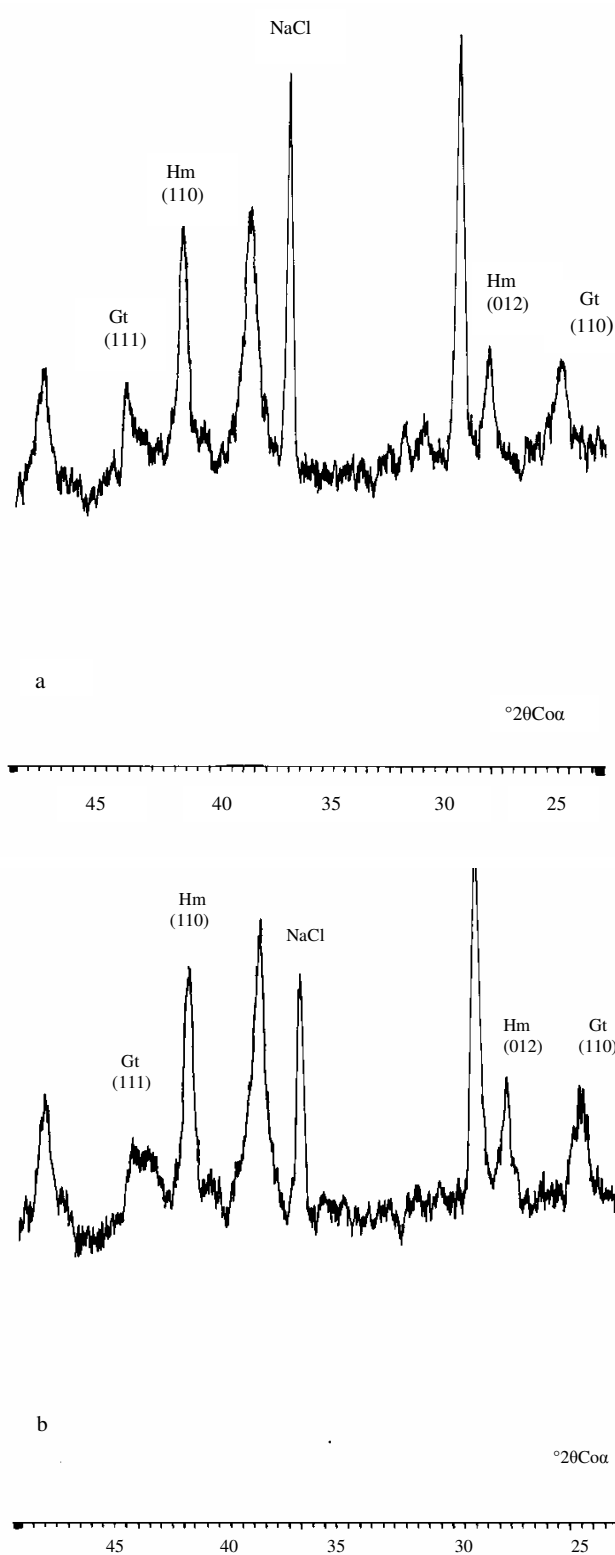 NaCl
Hm
(110)
Gt
(111)
Hm
(012)
Gt
(110)
a
°2θCoα
45 40 35 30 25
Hm
(110)
NaCl
Gt
(111)
Hm
(012)
Gt
(110)
b
°2θCoα
45 40 35 30 25